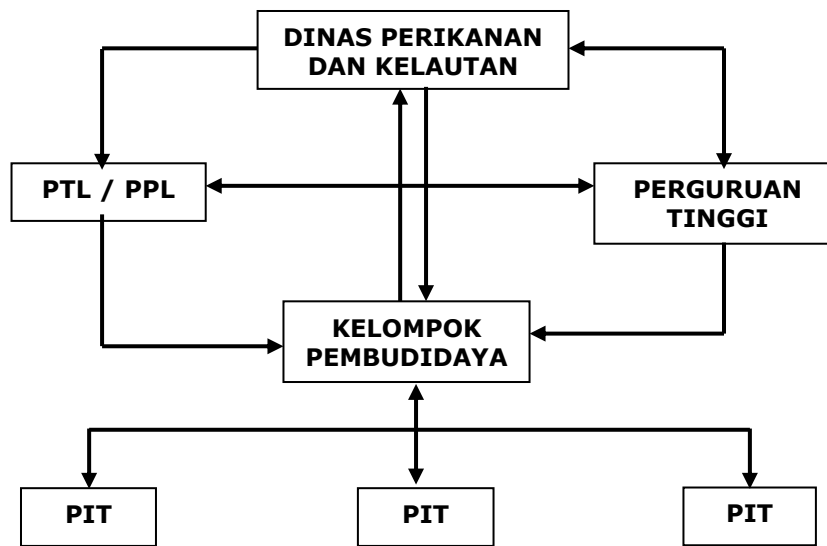 DINAS PERIKANAN
DAN KELAUTAN
PTL / PPL
PERGURUAN
TINGGI
KELOMPOK
PEMBUDIDAYA
PIT
PIT
PIT